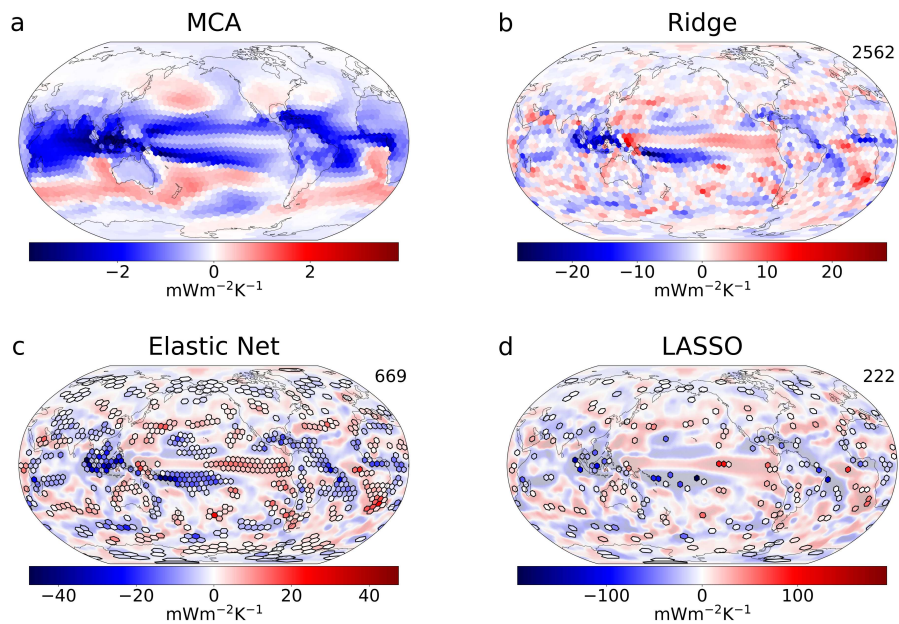 a MCA
b Ridge
2562
−2 0 2
mWm−2K−1
−20 −10 0 10 20
mWm−2K−1
c Elastic Net
669
d LASSO
222
−40 −20 0 20 40
mWm−2K−1
−100 0 100
mWm−2K−1